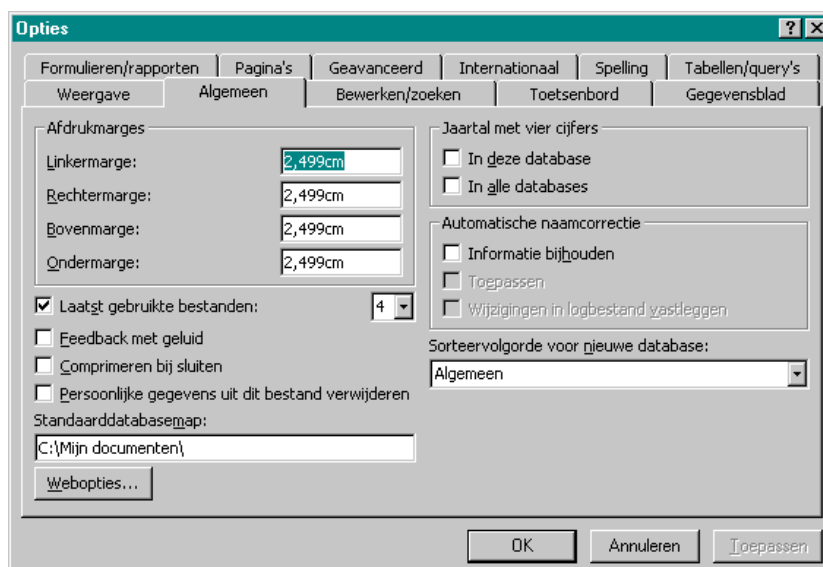 Opties
Formulieren/rapporten Pagina's Geavanceerd Internationaal Spelling Tabellen/query's
Weergave Algemeen Bewerken/zoeken Toetsenbord Gegevensblad
Afdrukmarges
Linkermarge: 2,499cm
Rechtermarge: 2,499cm
Bovenmarge: 2,499cm
Ondermarge: 2,499cm
Laatst gebruikte bestanden: 4
Feedback met geluid
Comprimeren bij sluiten
Persoonlijke gegevens uit dit bestand verwijderen
Standaarddatabasemap:
C:\Mijn documenten\
Webopties...
Jaartal met vier cijfers
In deze database
In alle databases
Automatische naamcorrectie
Informatie bijhouden
Toepassen
Wijzigingen in logbestand vastleggen
Sorteervolgorde voor nieuwe database:
Algemeen
OK Annuleren Toepassen